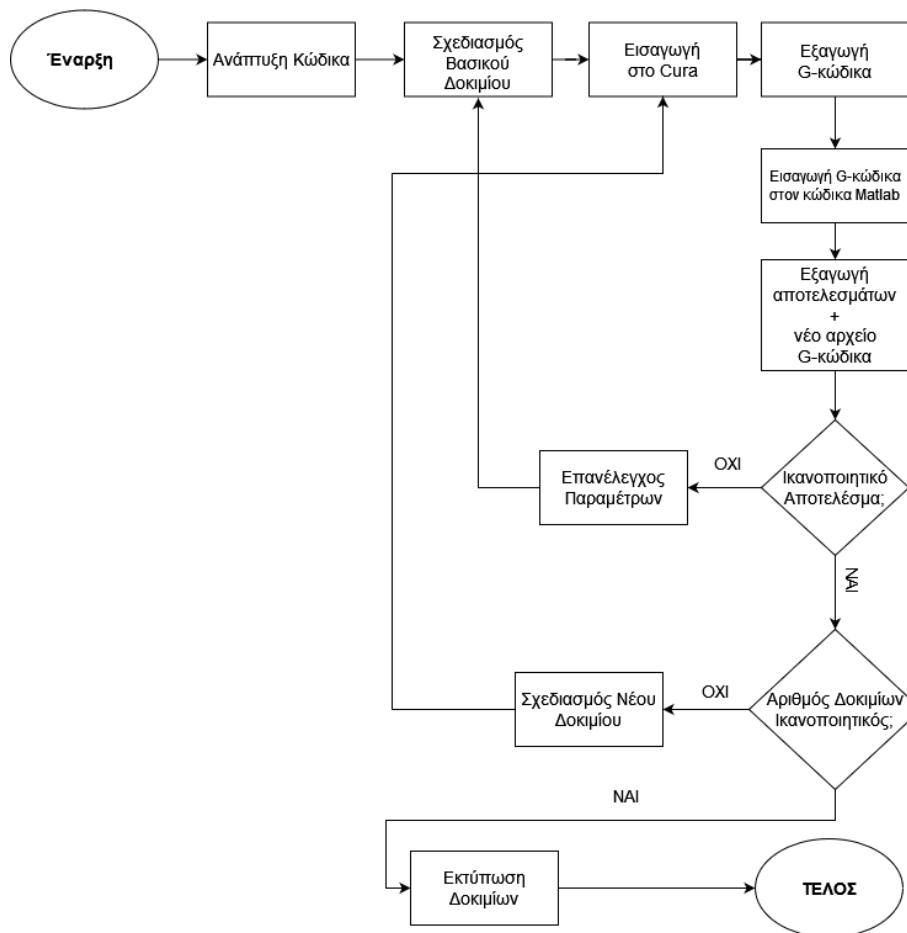 Έναρξη
Ανάπτυξη Κώδικα
Σχεδιασμός
Βασικού
Δοκιμίου
Εισαγωγή
στο Cura
Εξαγωγή
G-κώδικα
Εισαγωγή G-κώδικα
στον κώδικα Matlab
Εξαγωγή
αποτελεσμάτων
+
νέο αρχείο
G-κώδικα
Ικανοποιητικό
Αποτελέσμα;
ΟΧΙ
Επανέλεγχος
Παραμέτρων
ΝΑΙ
Αριθμός Δοκιμίων
Ικανοποιητικός;
ΟΧΙ
Σχεδιασμός Νέου
Δοκιμίου
ΝΑΙ
Εκτύπωση
Δοκιμίων
ΤΕΛΟΣ